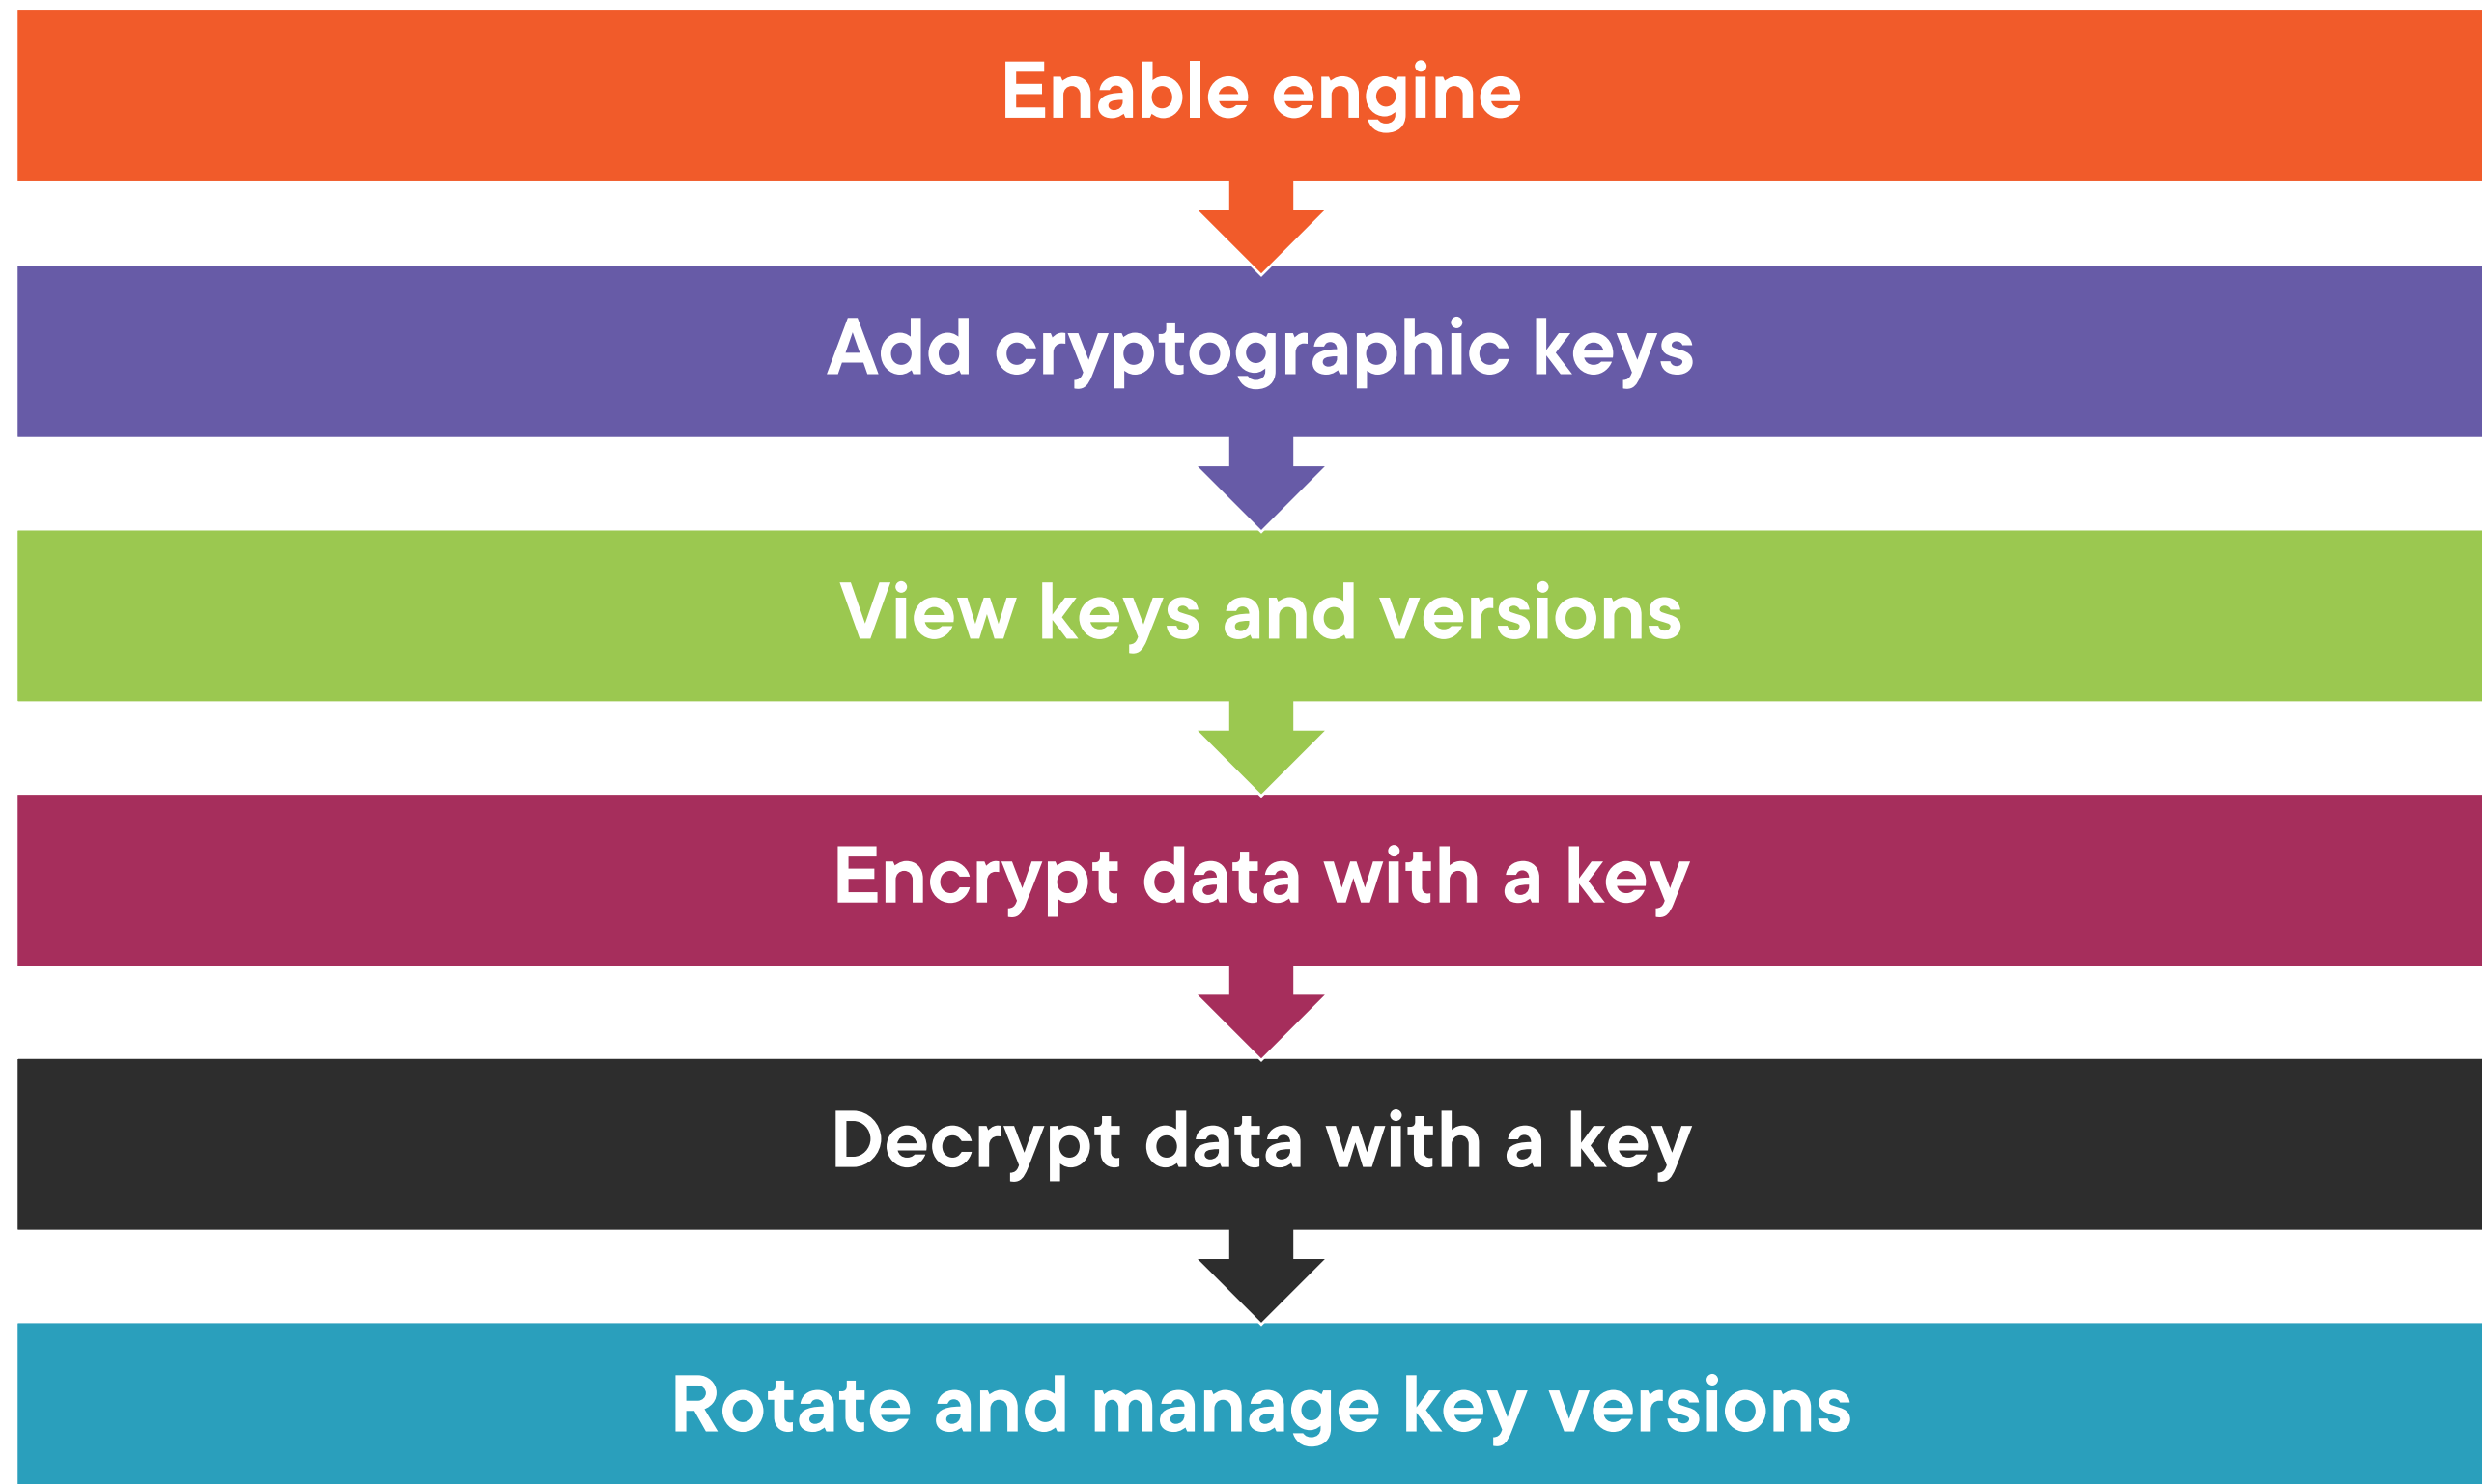 Enable engine
Add cryptographic keys
View keys and versions
Encrypt data with a key
Decrypt data with a key
Rotate and manage key versions